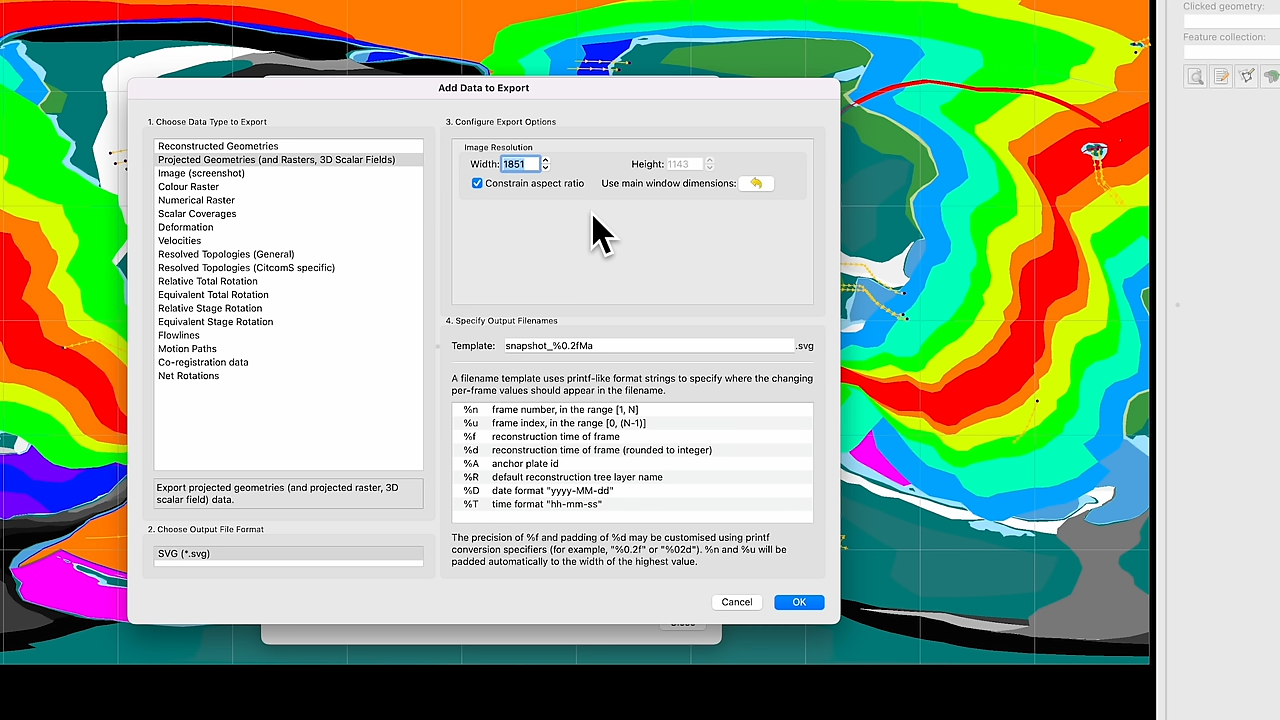 Clicked geometry:
Feature collection:
Add Data to Export
1. Choose Data Type to Export
Reconstructed Geometries
Projected Geometries (and Rasters, 3D Scalar Fields)
Image (screenshot)
Colour Raster
Numerical Raster
Scalar Coverages
Deformation
Velocities
Resolved Topologies (General)
Resolved Topologies (CitcomS specific)
Relative Total Rotation
Equivalent Total Rotation
Relative Stage Rotation
Equivalent Stage Rotation
Flowlines
Motion Paths
Co-registration data
Net Rotations
Export projected geometries (and projected raster, 3D
scalar field) data.
2. Choose Output File Format
SVG (*.svg)
3. Configure Export Options
Image Resolution
Width: 1851 Height: 1143
Constrain aspect ratio Use main window dimensions:
4. Specify Output Filenames
Template: snapshot_%0.2fMa .svg
A filename template uses printf-like format strings to specify where the changing
per-frame values should appear in the filename.
%n frame number, in the range [1, N]
%u frame index, in the range [0, (N-1)]
%f reconstruction time of frame
%d reconstruction time of frame (rounded to integer)
%A anchor plate id
%R default reconstruction tree layer name
%D date format "yyyy-MM-dd"
%T time format "hh-mm-ss"
The precision of %f and padding of %d may be customised using printf
conversion specifiers (for example, "%0.2f" or "%02d"). %n and %u will be
padded automatically to the width of the highest value.
Cancel OK